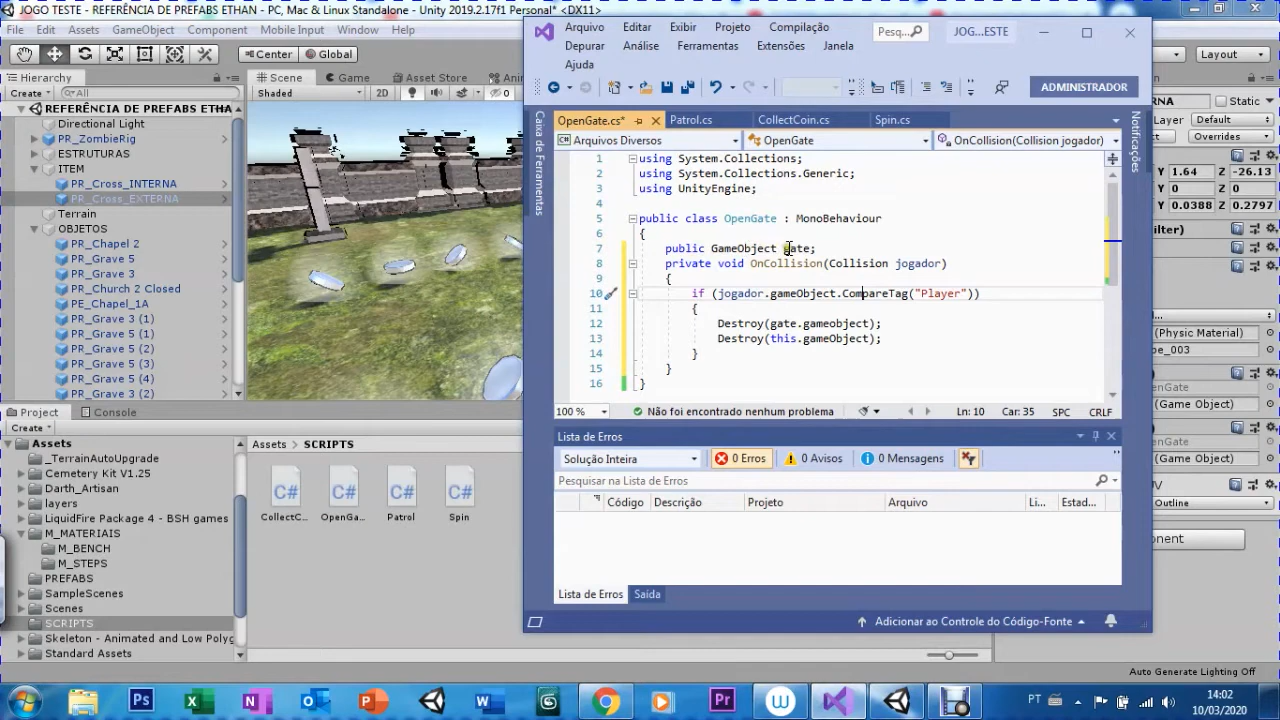 JOGO TESTE - REFERÊNCIA DE PREFABS ETHAN - PC, Mac & Linux Standalone - Unity 2019.2.17f1 Personal* <DX11>
File Edit Assets GameObject Component Mobile Input Window Help
Center Global
Layout
Hierarchy
Scene Game Asset Store
Create All
Shaded 2D 0
REFERÊNCIA DE PREFABS ETHA
Directional Light
PR_ZombieRig
ESTRUTURAS
ITEM
PR_Cross_INTERNA
PR_Cross_EXTERNA
Terrain
OBJETOS
PR_Chapel 2
PR_Grave 5
PR_Grave 3
PR_Church 2 Closed
PE_Chapel_1A
PR_Grave 3 (1)
PR_Grave 5 (1)
PR_Grave 5 (2)
PR_Grave 5 (3)
PR_Grave 5 (4)
PR_Grave 3 (2)
Project Console
Create
Assets
_TerrainAutoUpgrade
Cemetery Kit V1.25
Darth_Artisan
layers
LiquidFire Package 4 - BSH games
M_MATERIAIS
M_BENCH
M_STEPS
PREFABS
SampleScenes
Scenes
SCRIPTS
Skeleton - Animated and Low Polyg
Standard Assets
Assets SCRIPTS
C# C# C# C#
CollectC... OpenGa... Patrol Spin
Arquivo Editar Exibir Projeto Compilação
Depurar Análise Ferramentas Extensões Janela
Ajuda
Pesq...
JOG...ESTE
ADMINISTRADOR
Caixa de Ferramentas
Notificações
OpenGate.cs* Patrol.cs CollectCoin.cs Spin.cs
Arquivos Diversos OpenGate OnCollision(Collision jogador)
1 using System.Collections;
2 using System.Collections.Generic;
3 using UnityEngine;
4
5 public class OpenGate : MonoBehaviour
6 {
7 public GameObject gate;
8 private void OnCollision(Collision jogador)
9 {
10 if (jogador.gameObject.CompareTag("Player"))
11 {
12 Destroy(gate.gameobject);
13 Destroy(this.gameObject);
14 }
15 }
16 }
100 % Não foi encontrado nenhum problema Ln: 10 Car: 35 SPC CRLF
Lista de Erros
Solução Inteira 0 Erros 0 Avisos 0 Mensagens
Pesquisar na Lista de Erros
Código Descrição Projeto Arquivo Li... Estad...
Lista de Erros Saída
Adicionar ao Controle do Código-Fonte
Static
Layer Default
Overrides
1.64 Z -26.13
0 Z 0
0.0388 Z 0.2797
(Physic Material)
(Game Object)
(Game Object)
Outline
Auto Generate Lighting Off
PT
14:02
10/03/2020